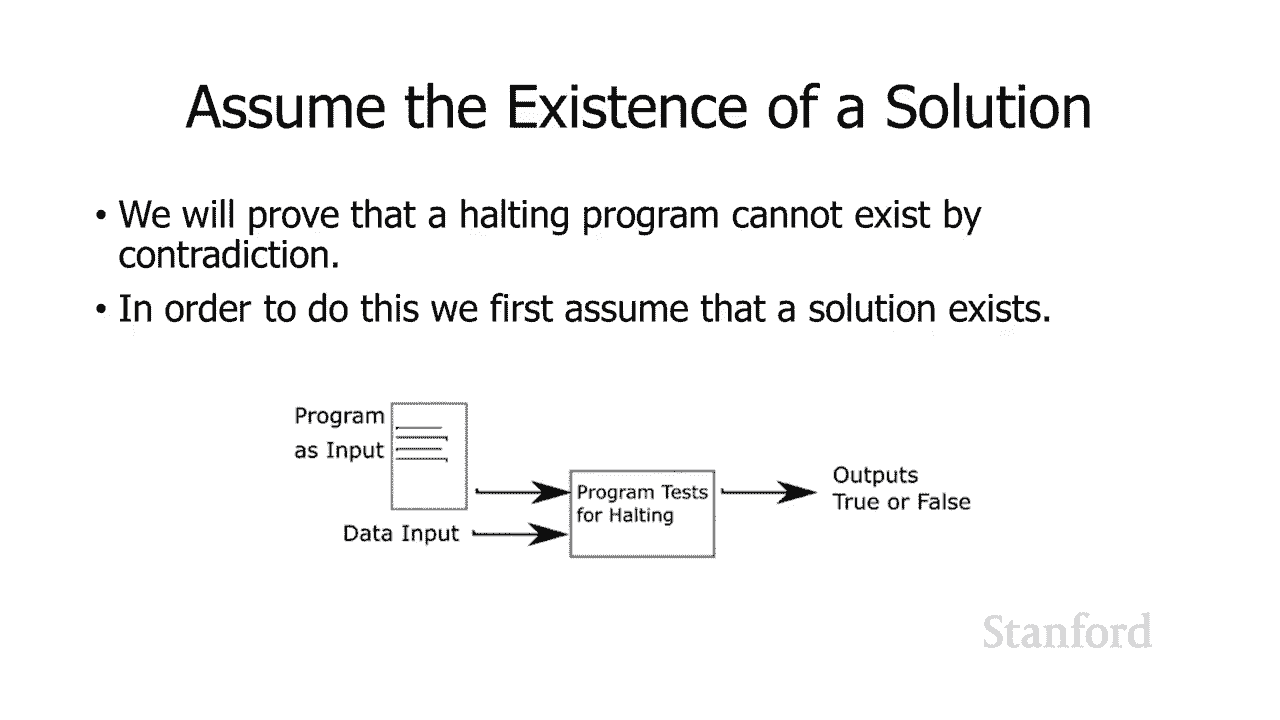 Assume the Existence of a Solution
• We will prove that a halting program cannot exist by
contradiction.
• In order to do this we first assume that a solution exists.
Program
as Input
Data Input
Program Tests
for Halting
Outputs
True or False
Stanford